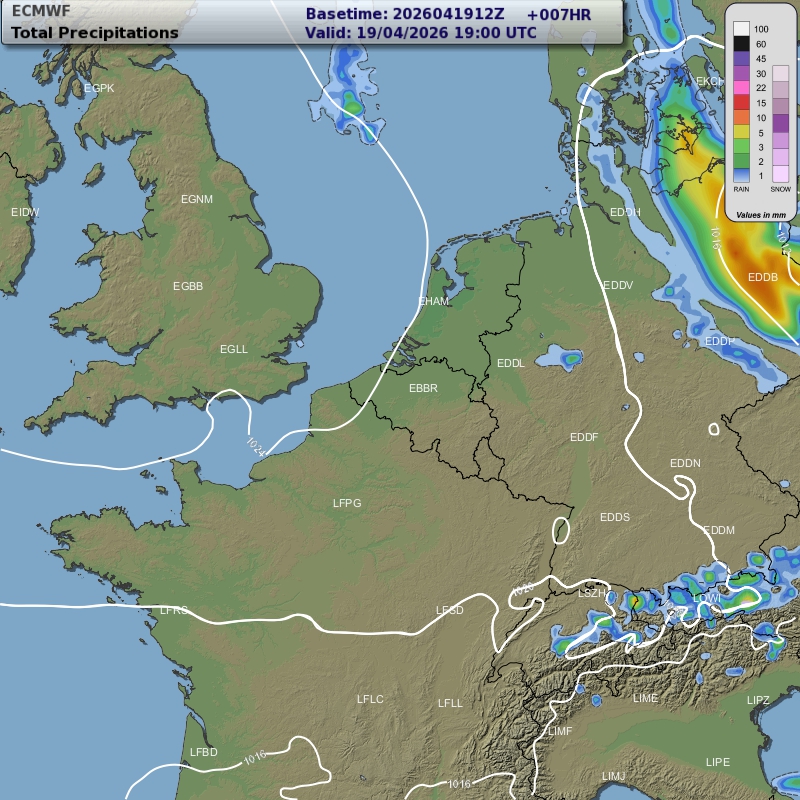 ECMWF
Total Precipitations
Basetime: 2026041912Z +007HR
Valid: 19/04/2026 19:00 UTC
100
60
45
30
22
15
10
5
3
2
1
RAIN
SNOW
Values in mm
EGPK
EIDW
EGNM
EDDH
1016
EDDB
EGBB
EDDV
EHAM
EGLL
EDDL
EBBR
1024
EDDF
EDDN
LFPG
EDDS
EDDM
1020
LSZH
LOWI
LFRS
LFSD
LFLC
LFLL
LIME
LIPZ
LIMF
LFBD
1016
LIPE
LIMJ
1016